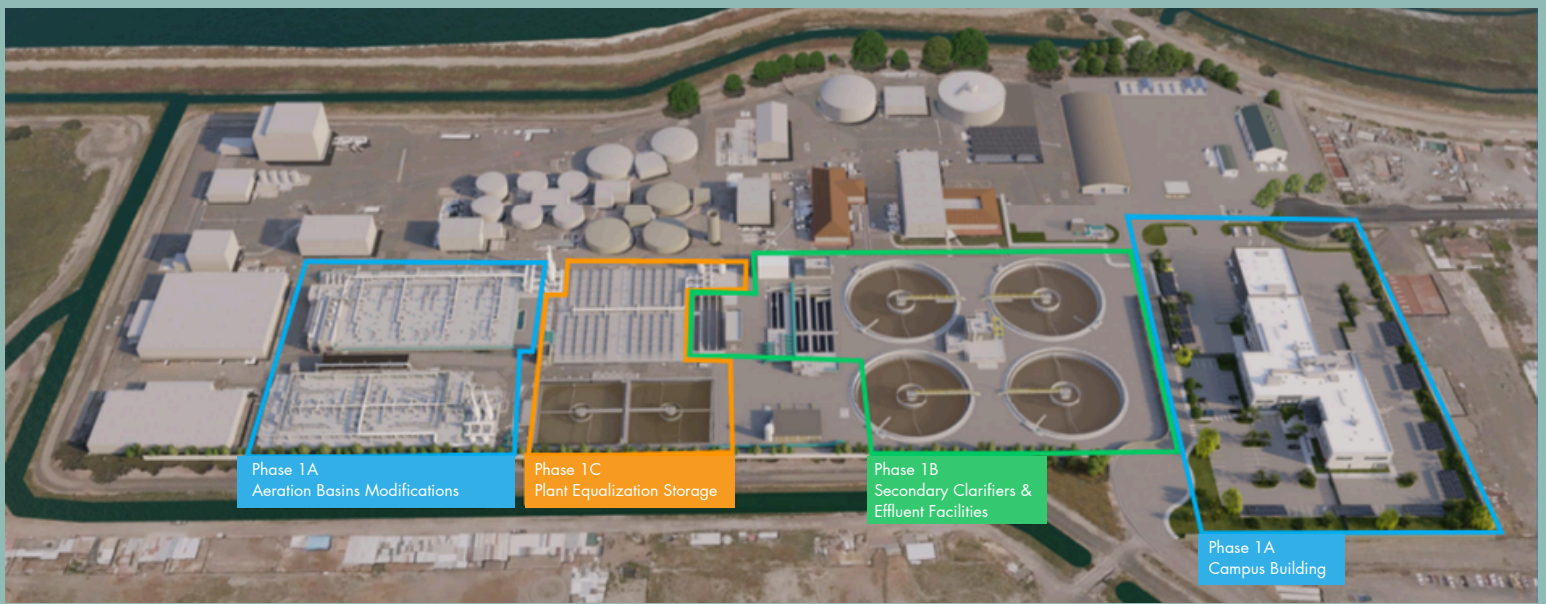 Phase 1A
Aeration Basins Modifications
Phase 1C
Plant Equalization Storage
Phase 1B
Secondary Clarifiers &
Effluent Facilities
Phase 1A
Campus Building